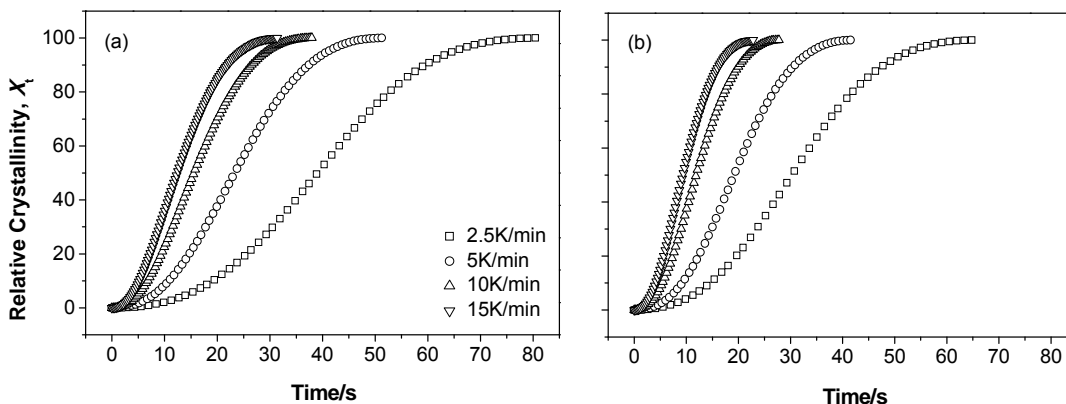 (a)
Relative Crystallinity, Xt
100
80
60
40
20
0
2.5K/min
5K/min
10K/min
15K/min
0 10 20 30 40 50 60 70 80
Time/s
(b)
0 10 20 30 40 50 60 70 80
Time/s